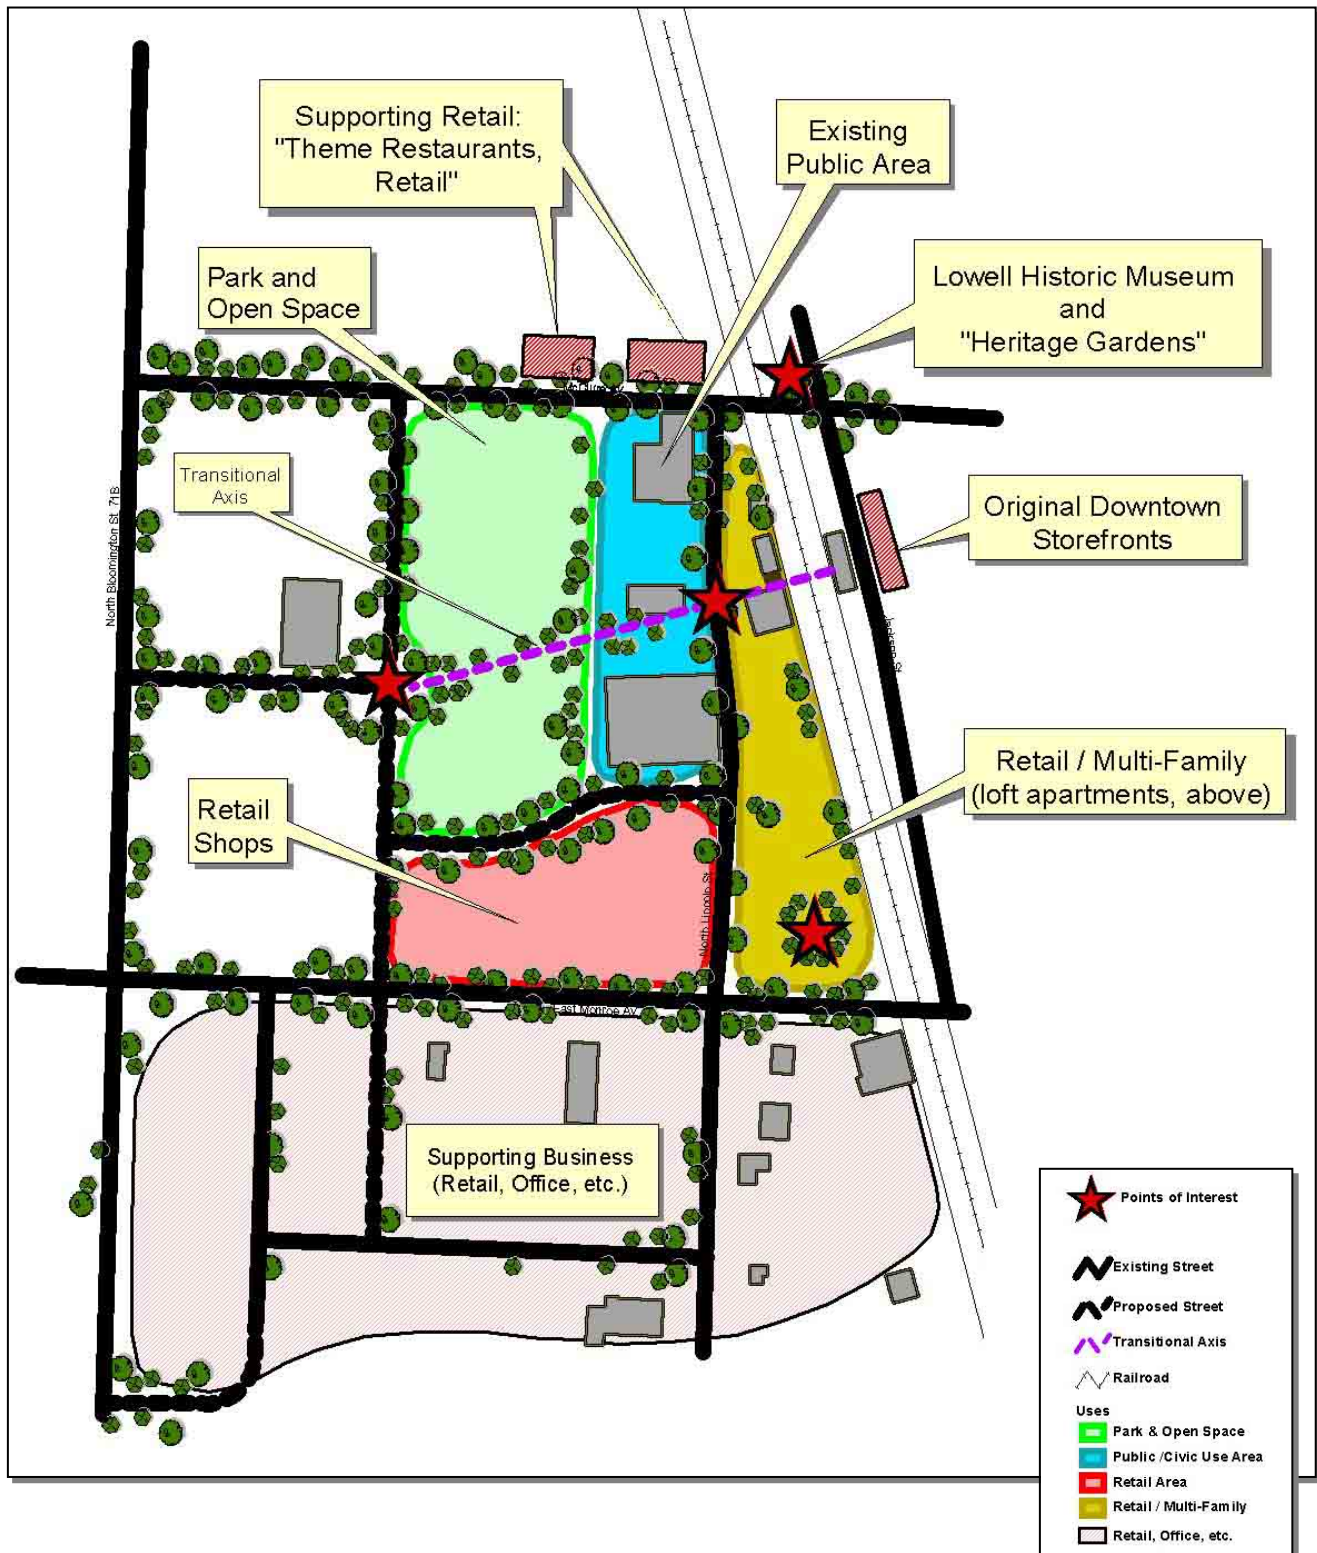 Supporting Retail:
"Theme Restaurants,
Retail"
Existing
Public Area
Park and
Open Space
Lowell Historic Museum
and
"Heritage Gardens"
Transitional
Axis
North Bloomington St 71B
Original Downtown
Storefronts
Jackson St
Retail / Multi-Family
(loft apartments, above)
Retail
Shops
North Lincoln St
East Monroe Av
Supporting Business
(Retail, Office, etc.)
Points of Interest
Existing Street
Proposed Street
Transitional Axis
Railroad
Uses
Park & Open Space
Public /Civic Use Area
Retail Area
Retail / Multi-Family
Retail, Office, etc.